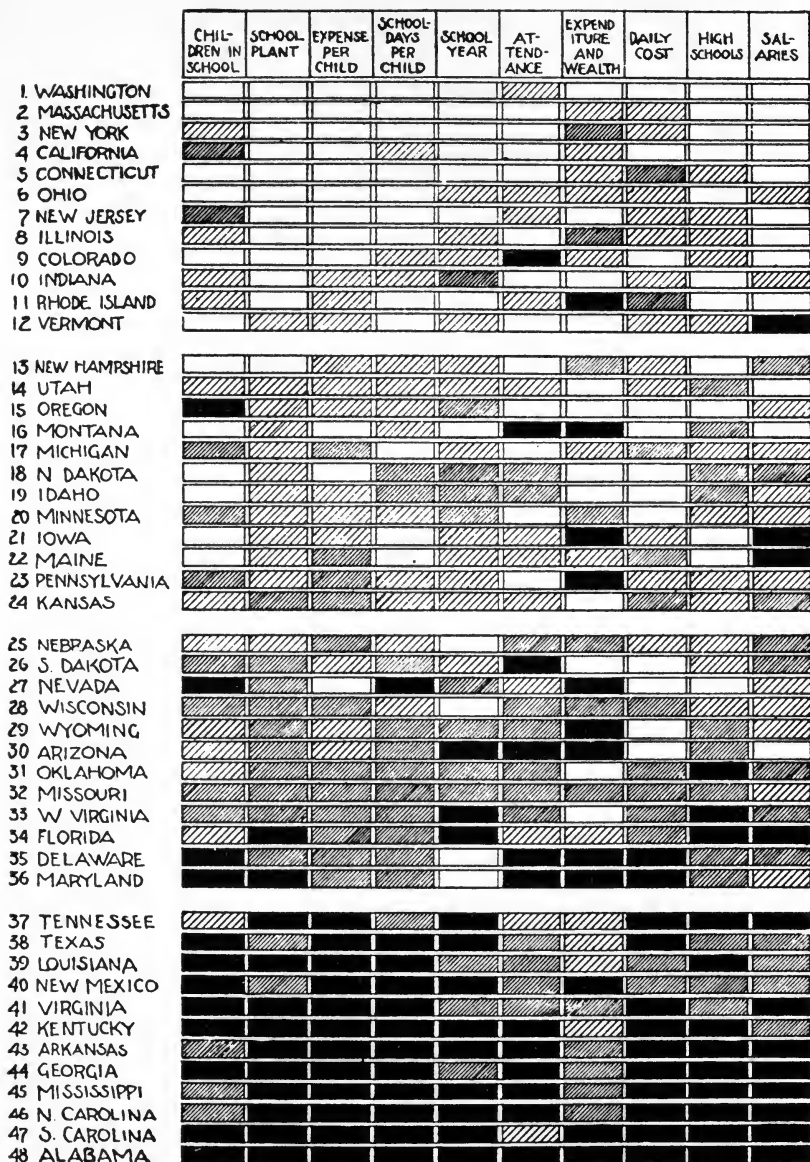 CHIL-
DREN IN
SCHOOL
SCHOOL
PLANT
EXPENSE
PER
CHILD
SCHOOL-
DAYS
PER
CHILD
SCHOOL
YEAR
AT-
TEND-
ANCE
EXPEND
ITURE
AND
WEALTH
DAILY
COST
HIGH
SCHOOLS
SAL-
ARIES
1. WASHINGTON
2 MASSACHUSETTS
3 NEW YORK
4 CALIFORNIA
5 CONNECTICUT
6 OHIO
7 NEW JERSEY
8 ILLINOIS
9 COLORADO
10 INDIANA
11 RHODE ISLAND
12 VERMONT
13 NEW HAMPSHIRE
14 UTAH
15 OREGON
16 MONTANA
17 MICHIGAN
18 N DAKOTA
19 IDAHO
20 MINNESOTA
21 IOWA
22 MAINE
23 PENNSYLVANIA
24 KANSAS
25 NEBRASKA
26 S. DAKOTA
27 NEVADA
28 WISCONSIN
29 WYOMING
30 ARIZONA
31 OKLAHOMA
32 MISSOURI
33 W VIRGINIA
34 FLORIDA
35 DELAWARE
36 MARYLAND
37 TENNESSEE
38 TEXAS
39 LOUISIANA
40 NEW MEXICO
41 VIRGINIA
42 KENTUCKY
43 ARKANSAS
44 GEORGIA
45 MISSISSIPPI
46 N. CAROLINA
47 S. CAROLINA
48 ALABAMA